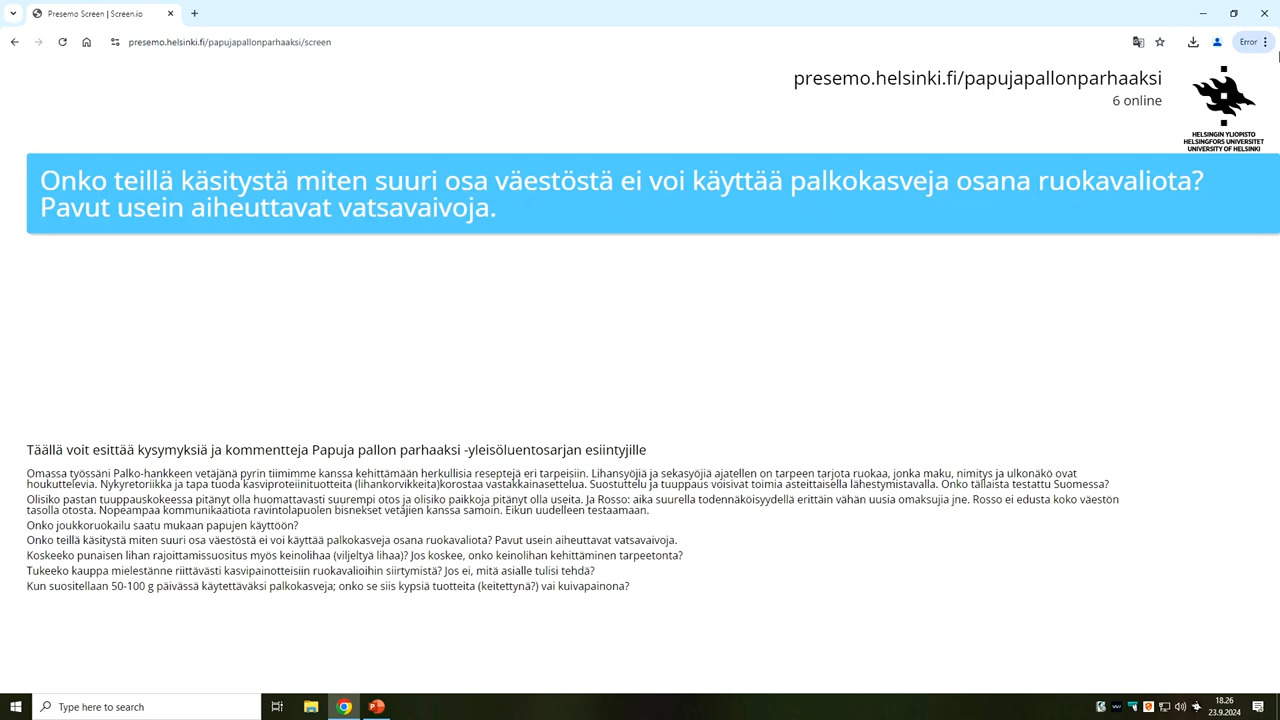 Presemo Screen | Screen.io
presemo.helsinki.fi/papujapallonparhaaksi/screen
Error
presemo.helsinki.fi/papujapallonparhaaksi
6 online
HELSINGIN YLIOPISTO
HELSINGFORS UNIVERSITET
UNIVERSITY OF HELSINKI
Onko teillä käsitystä miten suuri osa väestöstä ei voi käyttää palkokasveja osana ruokavaliota?
Pavut usein aiheuttavat vatsavaivoja.
Täällä voit esittää kysymyksiä ja kommentteja Papuja pallon parhaaksi -yleisöluentosarjan esiintyjille
Omassa työssäni Palko-hankkeen vetäjänä pyrin tiimimme kanssa kehittämään herkullisia reseptejä eri tarpeisiin. Lihansyöjiä ja sekasyöjiä ajatellen on tarpeen tarjota ruokaa, jonka maku, nimitys ja ulkonäkö ovat
houkuttelevia. Nykyretoriikka ja tapa tuoda kasviproteiinituotteita (lihankorvikkeita)korostaa vastakkainasettelua. Suostuttelu ja tuuppaus voisivat toimia asteittaisella lähestymistavalla. Onko tällaista testattu Suomessa?
Olisiko pastan tuuppauskokeessa pitänyt olla huomattavasti suurempi otos ja olisiko paikkoja pitänyt olla useita. Ja Rosso: aika suurella todennäköisyydellä erittäin vähän uusia omaksujia jne. Rosso ei edusta koko väestön
tasolla otosta. Nopeampaa kommunikaatiota ravintolapuolen bisnekset vetäjien kanssa samoin. Eikun uudelleen testaamaan.
Onko joukkoruokailu saatu mukaan papujen käyttöön?
Onko teillä käsitystä miten suuri osa väestöstä ei voi käyttää palkokasveja osana ruokavaliota? Pavut usein aiheuttavat vatsavaivoja.
Koskeeko punaisen lihan rajoittamissuositus myös keinolihaa (viljeltyä lihaa)? Jos koskee, onko keinolihan kehittäminen tarpeetonta?
Tukeeko kauppa mielestänne riittävästi kasvipainotteisiin ruokavalioihin siirtymistä? Jos ei, mitä asialle tulisi tehdä?
Kun suositellaan 50-100 g päivässä käytettäväksi palkokasveja; onko se siis kypsiä tuotteita (keitettynä?) vai kuivapainona?
Type here to search
18.26
23.9.2024